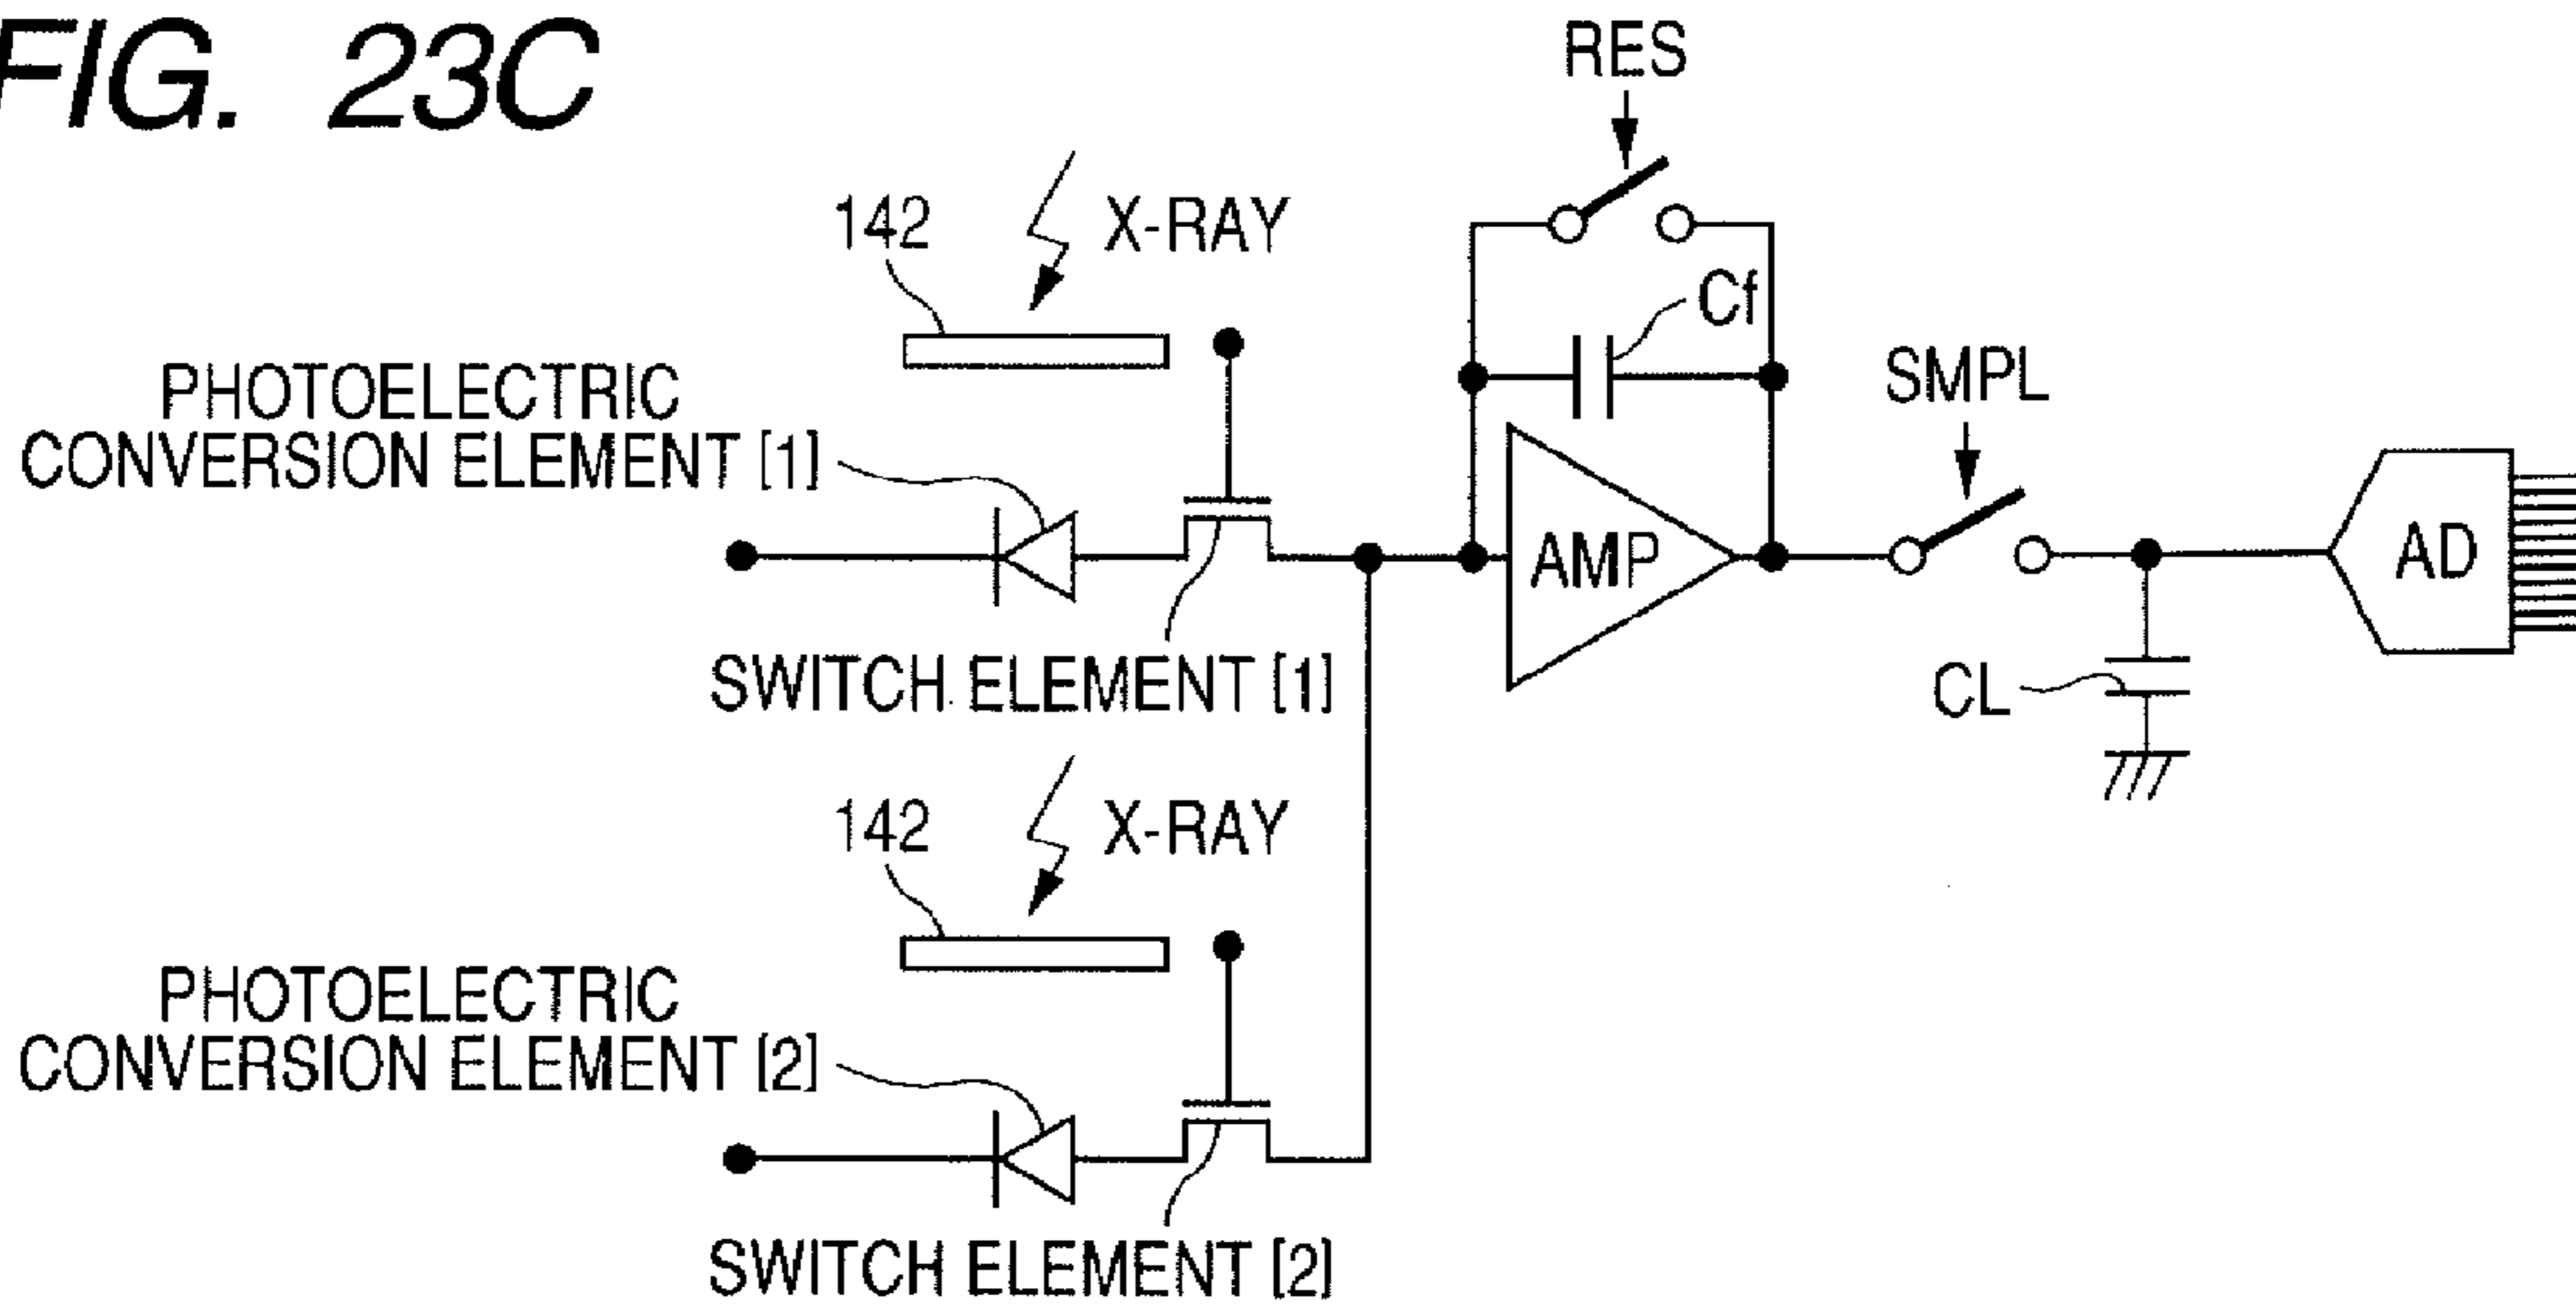 FIG. 23C
RES
142
X-RAY
Cf
PHOTOELECTRIC
CONVERSION ELEMENT [1]
SMPL
AMP
AD
SWITCH ELEMENT [1]
CL
142
X-RAY
PHOTOELECTRIC
CONVERSION ELEMENT [2]
SWITCH ELEMENT [2]